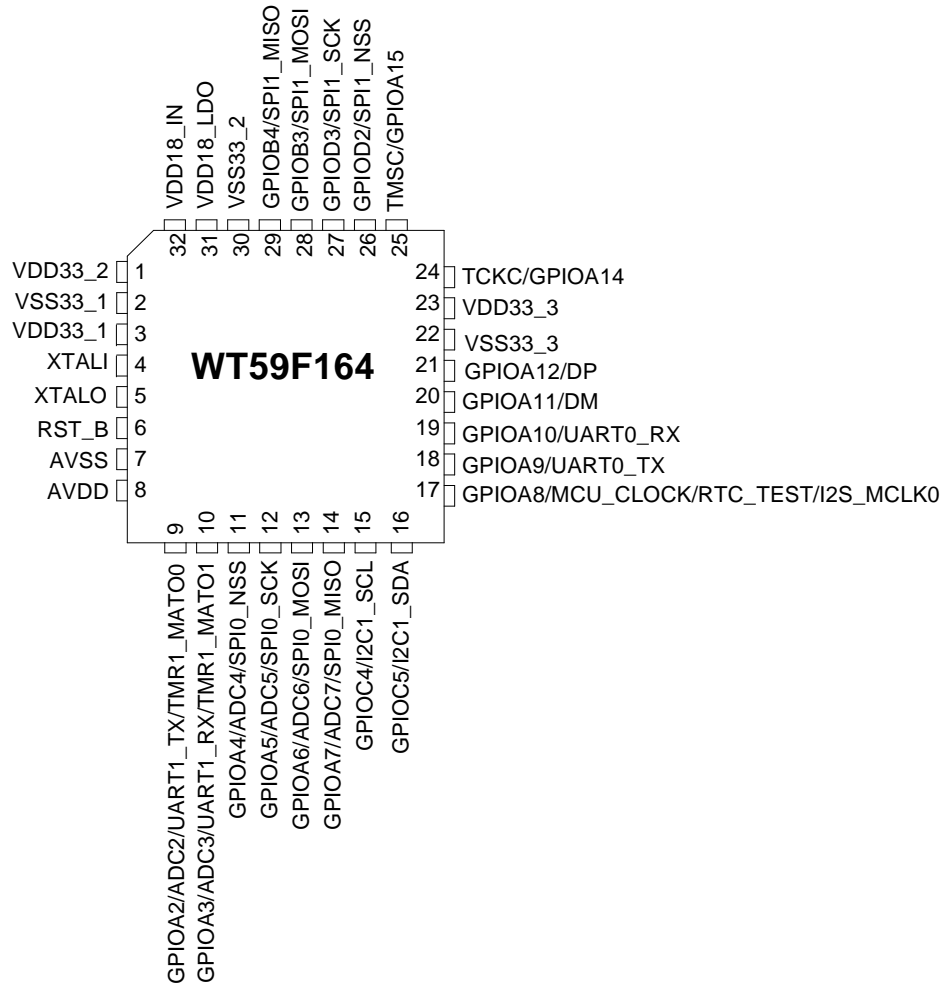 VDD18_IN
VDD18_LDO
VSS33_2
GPIOB4/SPI1_MISO
GPIOB3/SPI1_MOSI
GPIOD3/SPI1_SCK
GPIOD2/SPI1_NSS
TMSC/GPIOA15
32
31
30
29
28
27
26
25
VDD33_2
1
VSS33_1
2
VDD33_1
3
XTALI
4
XTALO
5
RST_B
6
AVSS
7
AVDD
8
WT59F164
24
TCKC/GPIOA14
23
VDD33_3
22
VSS33_3
21
GPIOA12/DP
20
GPIOA11/DM
19
GPIOA10/UART0_RX
18
GPIOA9/UART0_TX
17
GPIOA8/MCU_CLOCK/RTC_TEST/I2S_MCLK0
9
10
11
12
13
14
15
16
GPIOA2/ADC2/UART1_TX/TMR1_MATO0
GPIOA3/ADC3/UART1_RX/TMR1_MATO1
GPIOA4/ADC4/SPI0_NSS
GPIOA5/ADC5/SPI0_SCK
GPIOA6/ADC6/SPI0_MOSI
GPIOA7/ADC7/SPI0_MISO
GPIOC4/I2C1_SCL
GPIOC5/I2C1_SDA